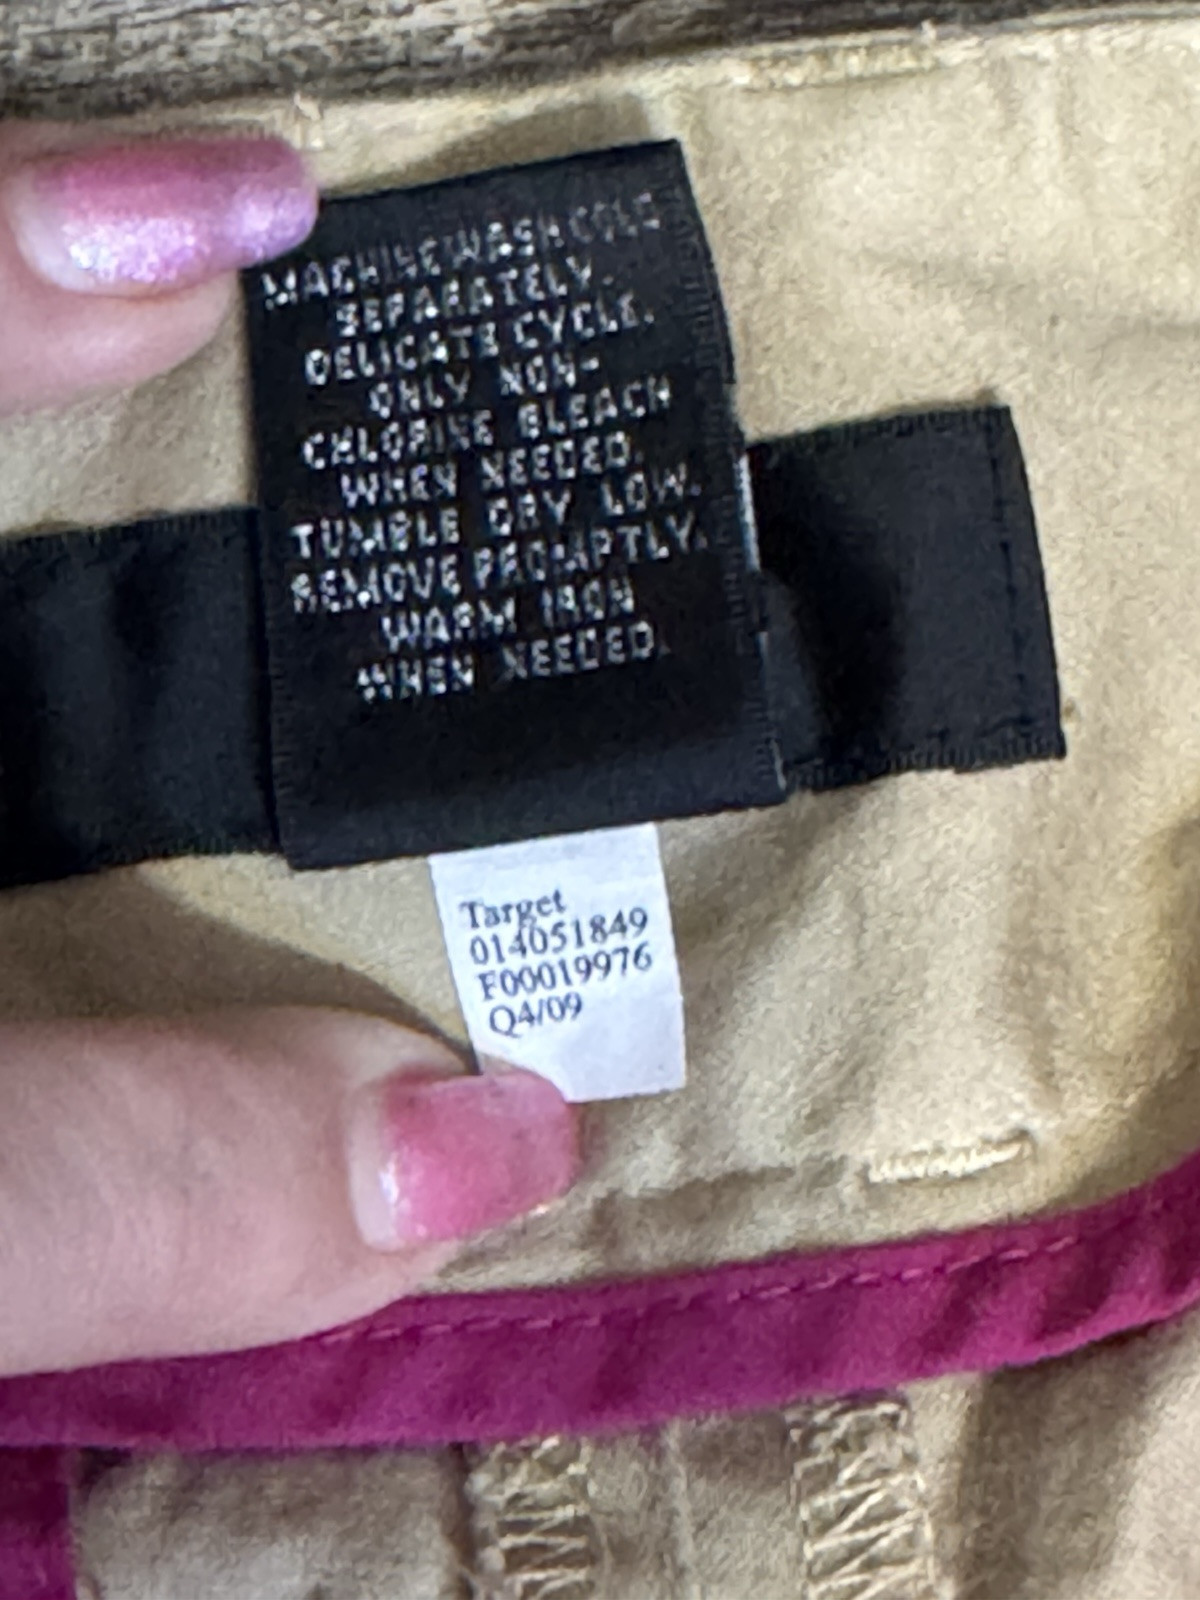 MACHINE WASH COLD
SEPARATELY.
DELICATE CYCLE.
ONLY NON-
CHLORINE BLEACH
WHEN NEEDED.
TUMBLE DRY LOW.
REMOVE PROMPTLY.
WARM IRON
WHEN NEEDED.
Target
014051849
F00019976
Q4/09